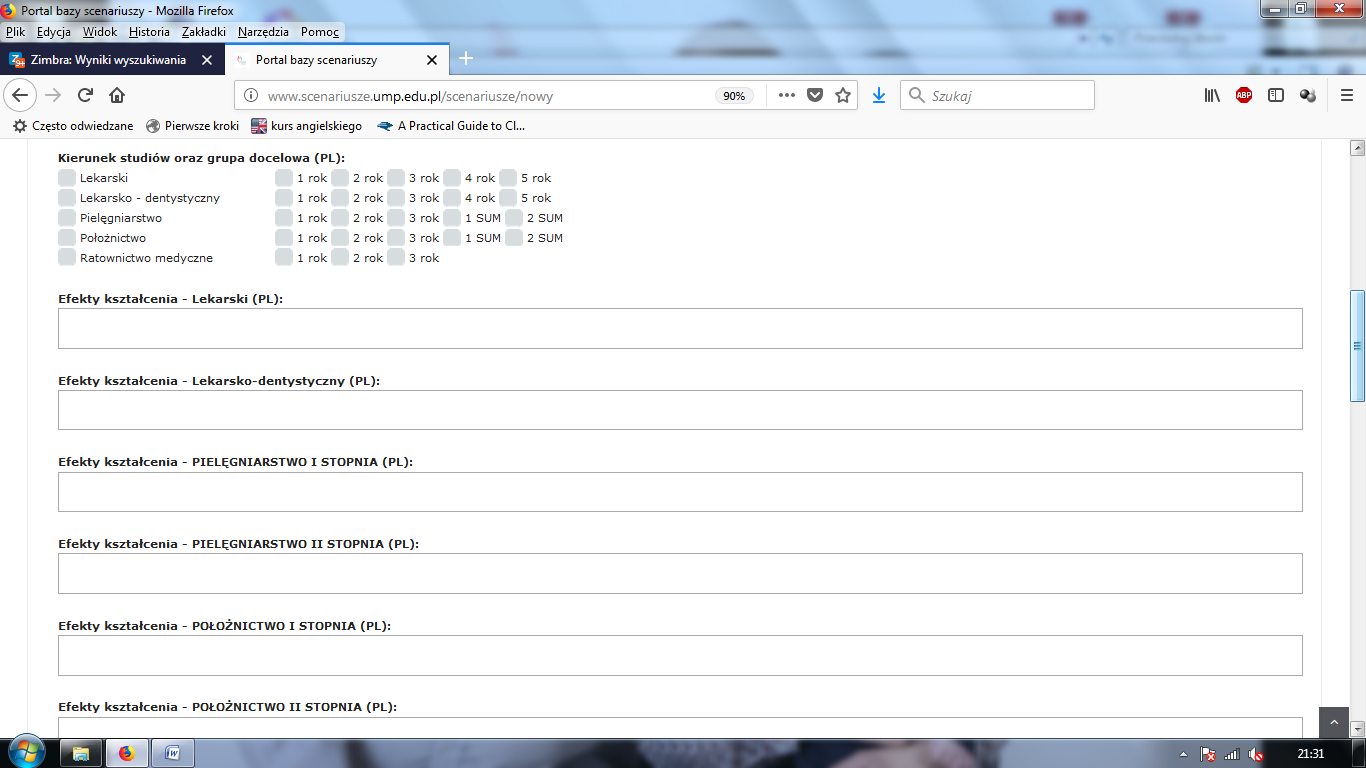 Portal bazy scenariuszy - Mozilla Firefox
Plik Edycja Widok Historia Zakładki Narzędzia Pomoc
Zimbra: Wyniki wyszukiwania Portal bazy scenariuszy
www.scenariusze.ump.edu.pl/scenariusze/nowy 90% Szukaj ABP
Często odwiedzane Pierwsze kroki kurs angielskiego A Practical Guide to Cl...
Kierunek studiów oraz grupa docelowa (PL):
Lekarski 1 rok 2 rok 3 rok 4 rok 5 rok
Lekarsko - dentystyczny 1 rok 2 rok 3 rok 4 rok 5 rok
Pielęgniarstwo 1 rok 2 rok 3 rok 1 SUM 2 SUM
Położnictwo 1 rok 2 rok 3 rok 1 SUM 2 SUM
Ratownictwo medyczne 1 rok 2 rok 3 rok
Efekty kształcenia - Lekarski (PL):
Efekty kształcenia - Lekarsko-dentystyczny (PL):
Efekty kształcenia - PIELĘGNIARSTWO I STOPNIA (PL):
Efekty kształcenia - PIELĘGNIARSTWO II STOPNIA (PL):
Efekty kształcenia - POŁOŻNICTWO I STOPNIA (PL):
Efekty kształcenia - POŁOŻNICTWO II STOPNIA (PL):
21:31